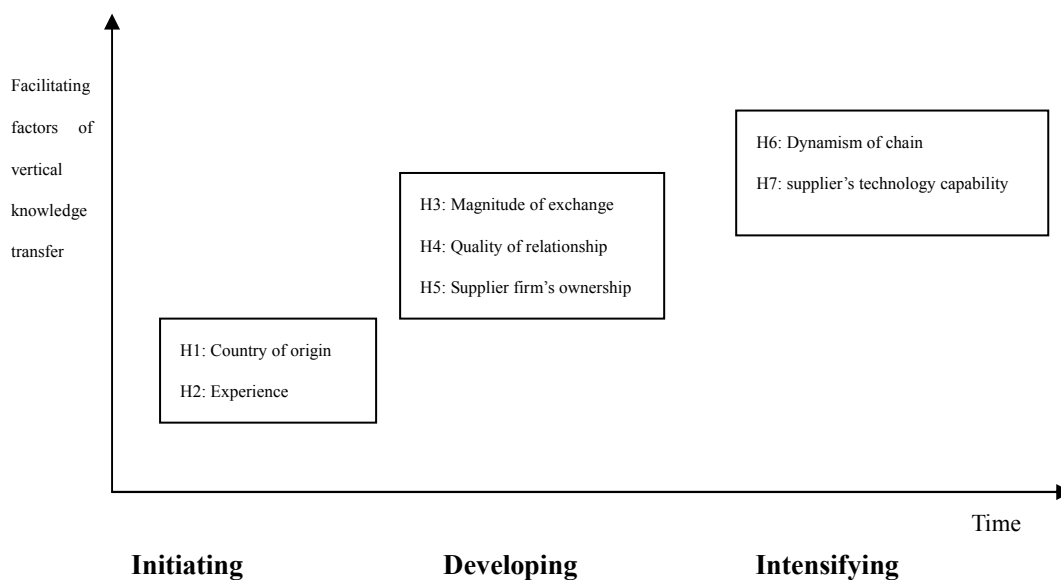 Facilitating
factors of
vertical
knowledge
transfer
H6: Dynamism of chain
H7: supplier’s technology capability
H3: Magnitude of exchange
H4: Quality of relationship
H5: Supplier firm’s ownership
H1: Country of origin
H2: Experience
Time
Initiating Developing Intensifying